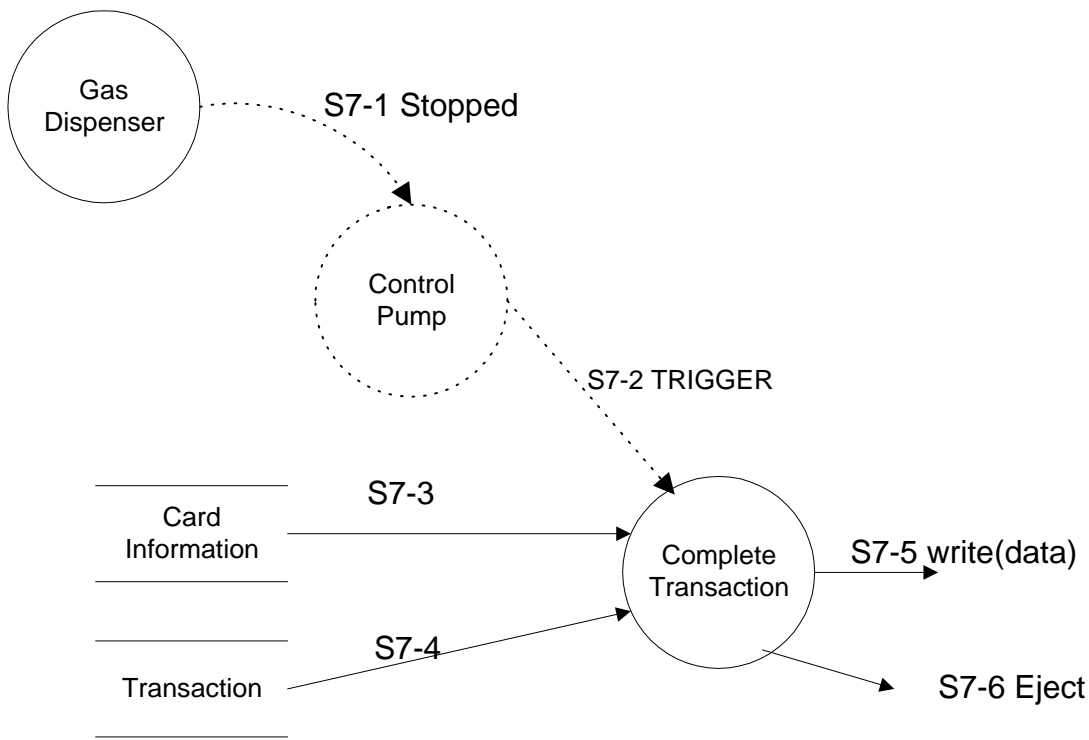 Gas
Dispenser
S7-1 Stopped
Control
Pump
S7-2 TRIGGER
S7-3
Card
Information
Complete
Transaction
S7-5 write(data)
S7-4
Transaction
S7-6 Eject